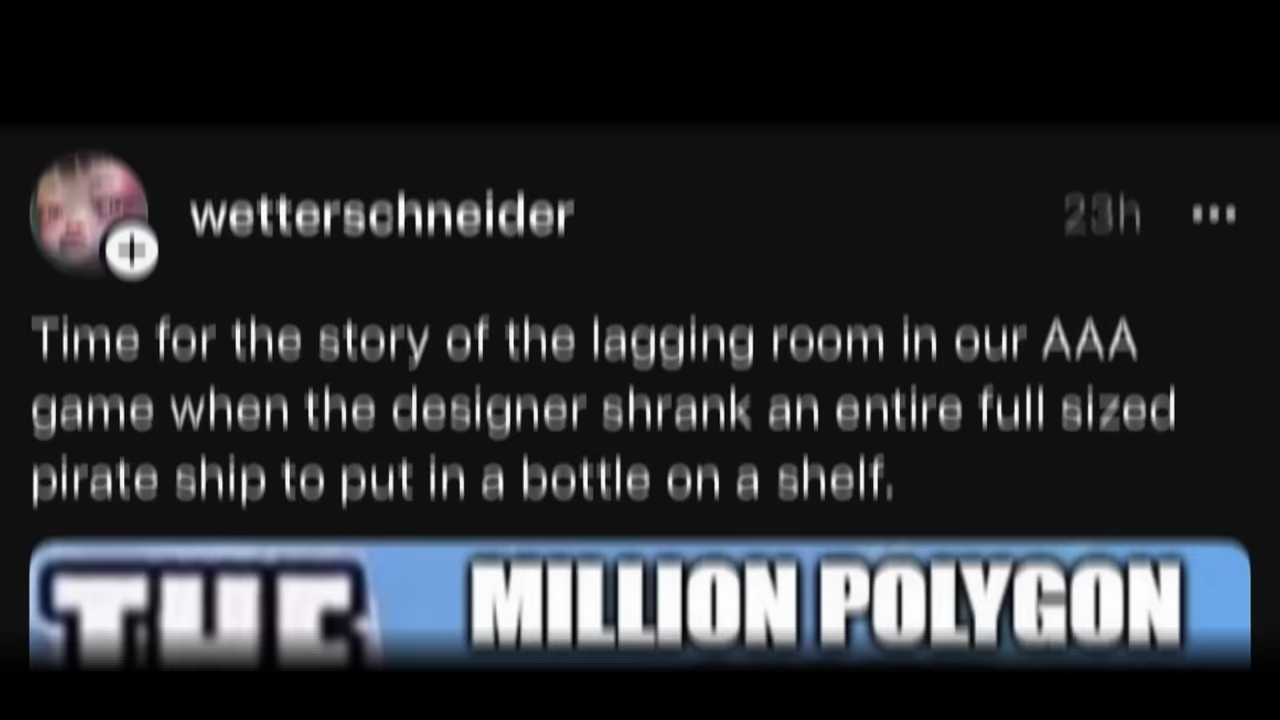 wetterschneider
23h
Time for the story of the lagging room in our AAA
game when the designer shrank an entire full sized
pirate ship to put in a bottle on a shelf.
THE MILLION POLYGON